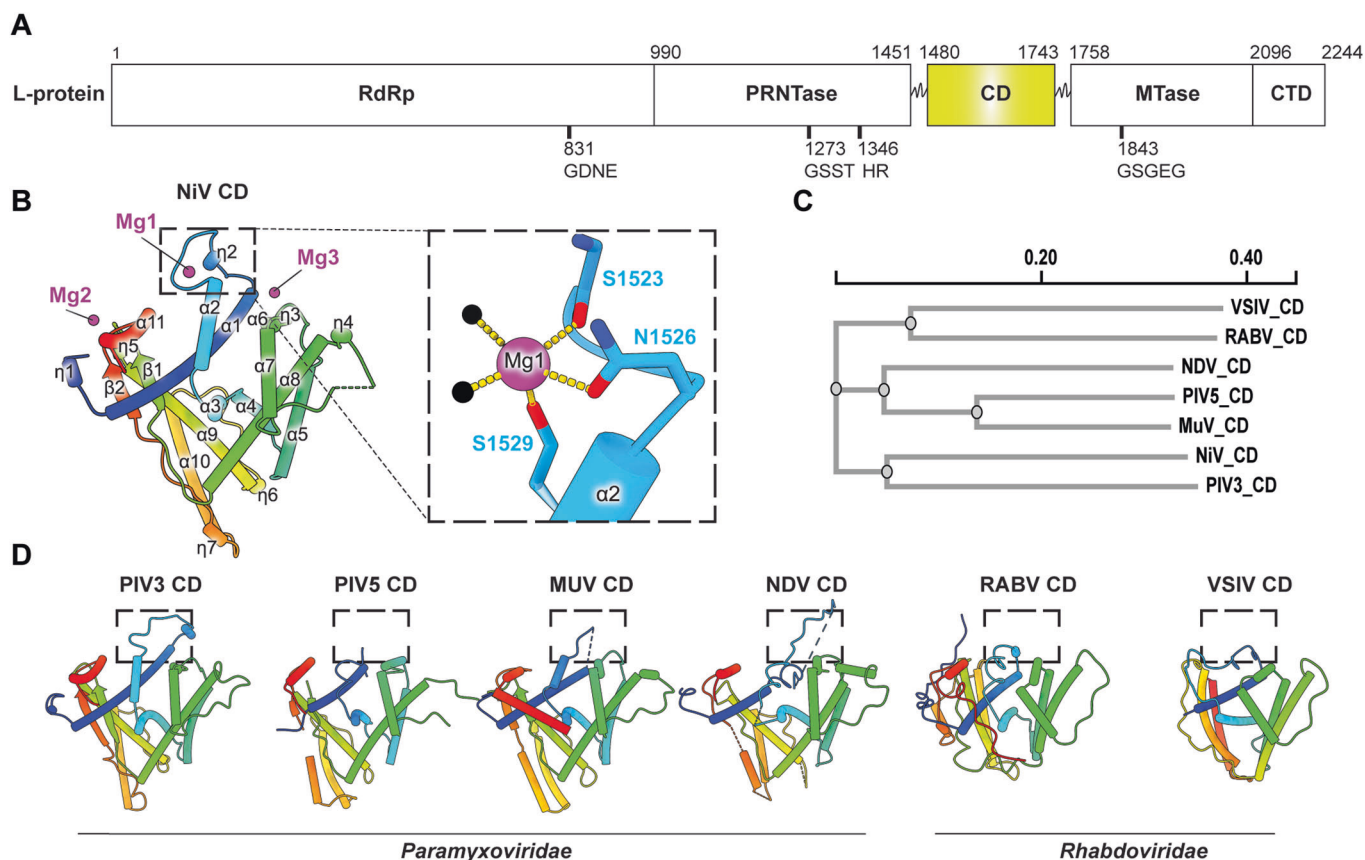 A
1 990 1451 1480 1743 1758 2096 2244
L-protein RdRp PRNTase CD MTase CTD
831 1273 1346 1843
GDNE GSST HR GSGEG
B
NiV CD
Mg1
η2
Mg3
Mg2
α2
α1
α11
α6
η3
η4
η5
η1
β1
α7
β2
α8
α3
α4
α9
α5
α10
η6
η7
S1523
N1526
Mg1
S1529
α2
C
0.20 0.40
VSIV_CD
RABV_CD
NDV_CD
PIV5_CD
MuV_CD
NiV_CD
PIV3_CD
D
PIV3 CD PIV5 CD MUV CD NDV CD RABV CD VSIV CD
Paramyxoviridae Rhabdoviridae